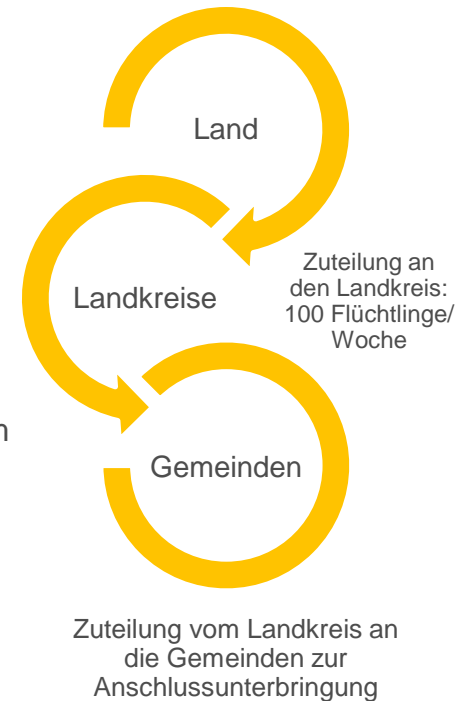 Land
Zuteilung an
den Landkreis:
100 Flüchtlinge/
Woche
Landkreise
n
Gemeinden
Zuteilung vom Landkreis an
die Gemeinden zur
Anschlussunterbringung